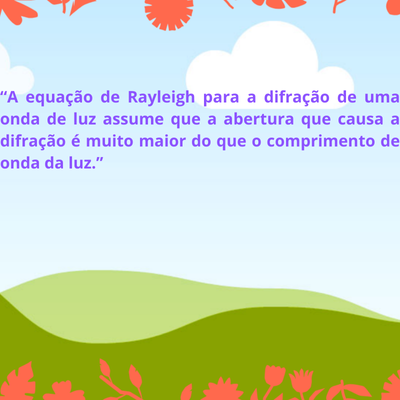 “A equação de Rayleigh para a difração de uma
onda de luz assume que a abertura que causa a
difração é muito maior do que o comprimento de
onda da luz.”